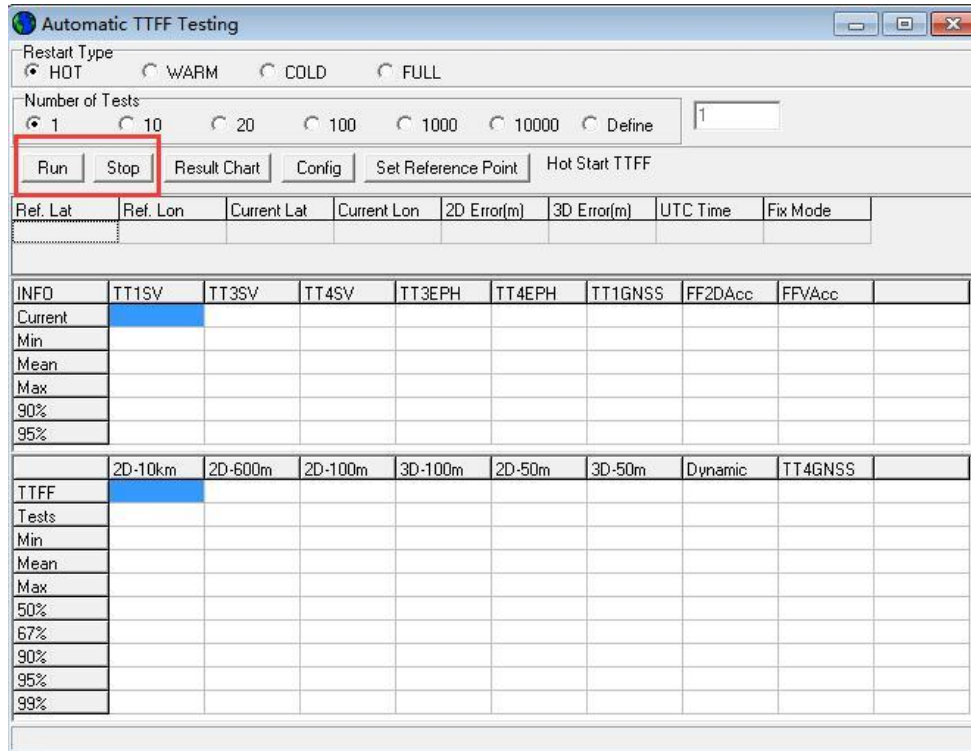 Automatic TTFF Testing
Restart Type
HOT WARM COLD FULL
Number of Tests
1 10 20 100 1000 10000 Define 1
Run Stop Result Chart Config Set Reference Point Hot Start TTFF
Ref. Lat Ref. Lon Current Lat Current Lon 2D Error(m) 3D Error(m) UTC Time Fix Mode
INFO TT1SV TT3SV TT4SV TT3EPH TT4EPH TT1GNSS FF2DAcc FFVAcc
Current
Min
Mean
Max
90%
95%
2D-10km 2D-600m 2D-100m 3D-100m 2D-50m 3D-50m Dynamic TT4GNSS
TTFF
Tests
Min
Mean
Max
50%
67%
90%
95%
99%